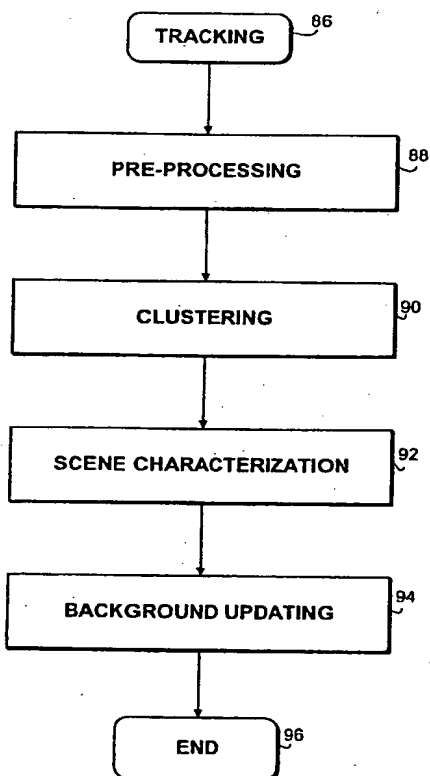 TRACKING 86
PRE-PROCESSING 88
CLUSTERING 90
SCENE CHARACTERIZATION 92
BACKGROUND UPDATING 94
END 96